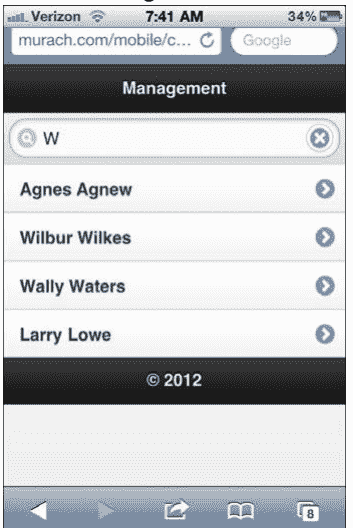 Verizon 7:41 AM 34%
murach.com/mobile/c... Google
Management
W
Agnes Agnew
Wilbur Wilkes
Wally Waters
Larry Lowe
© 2012
8